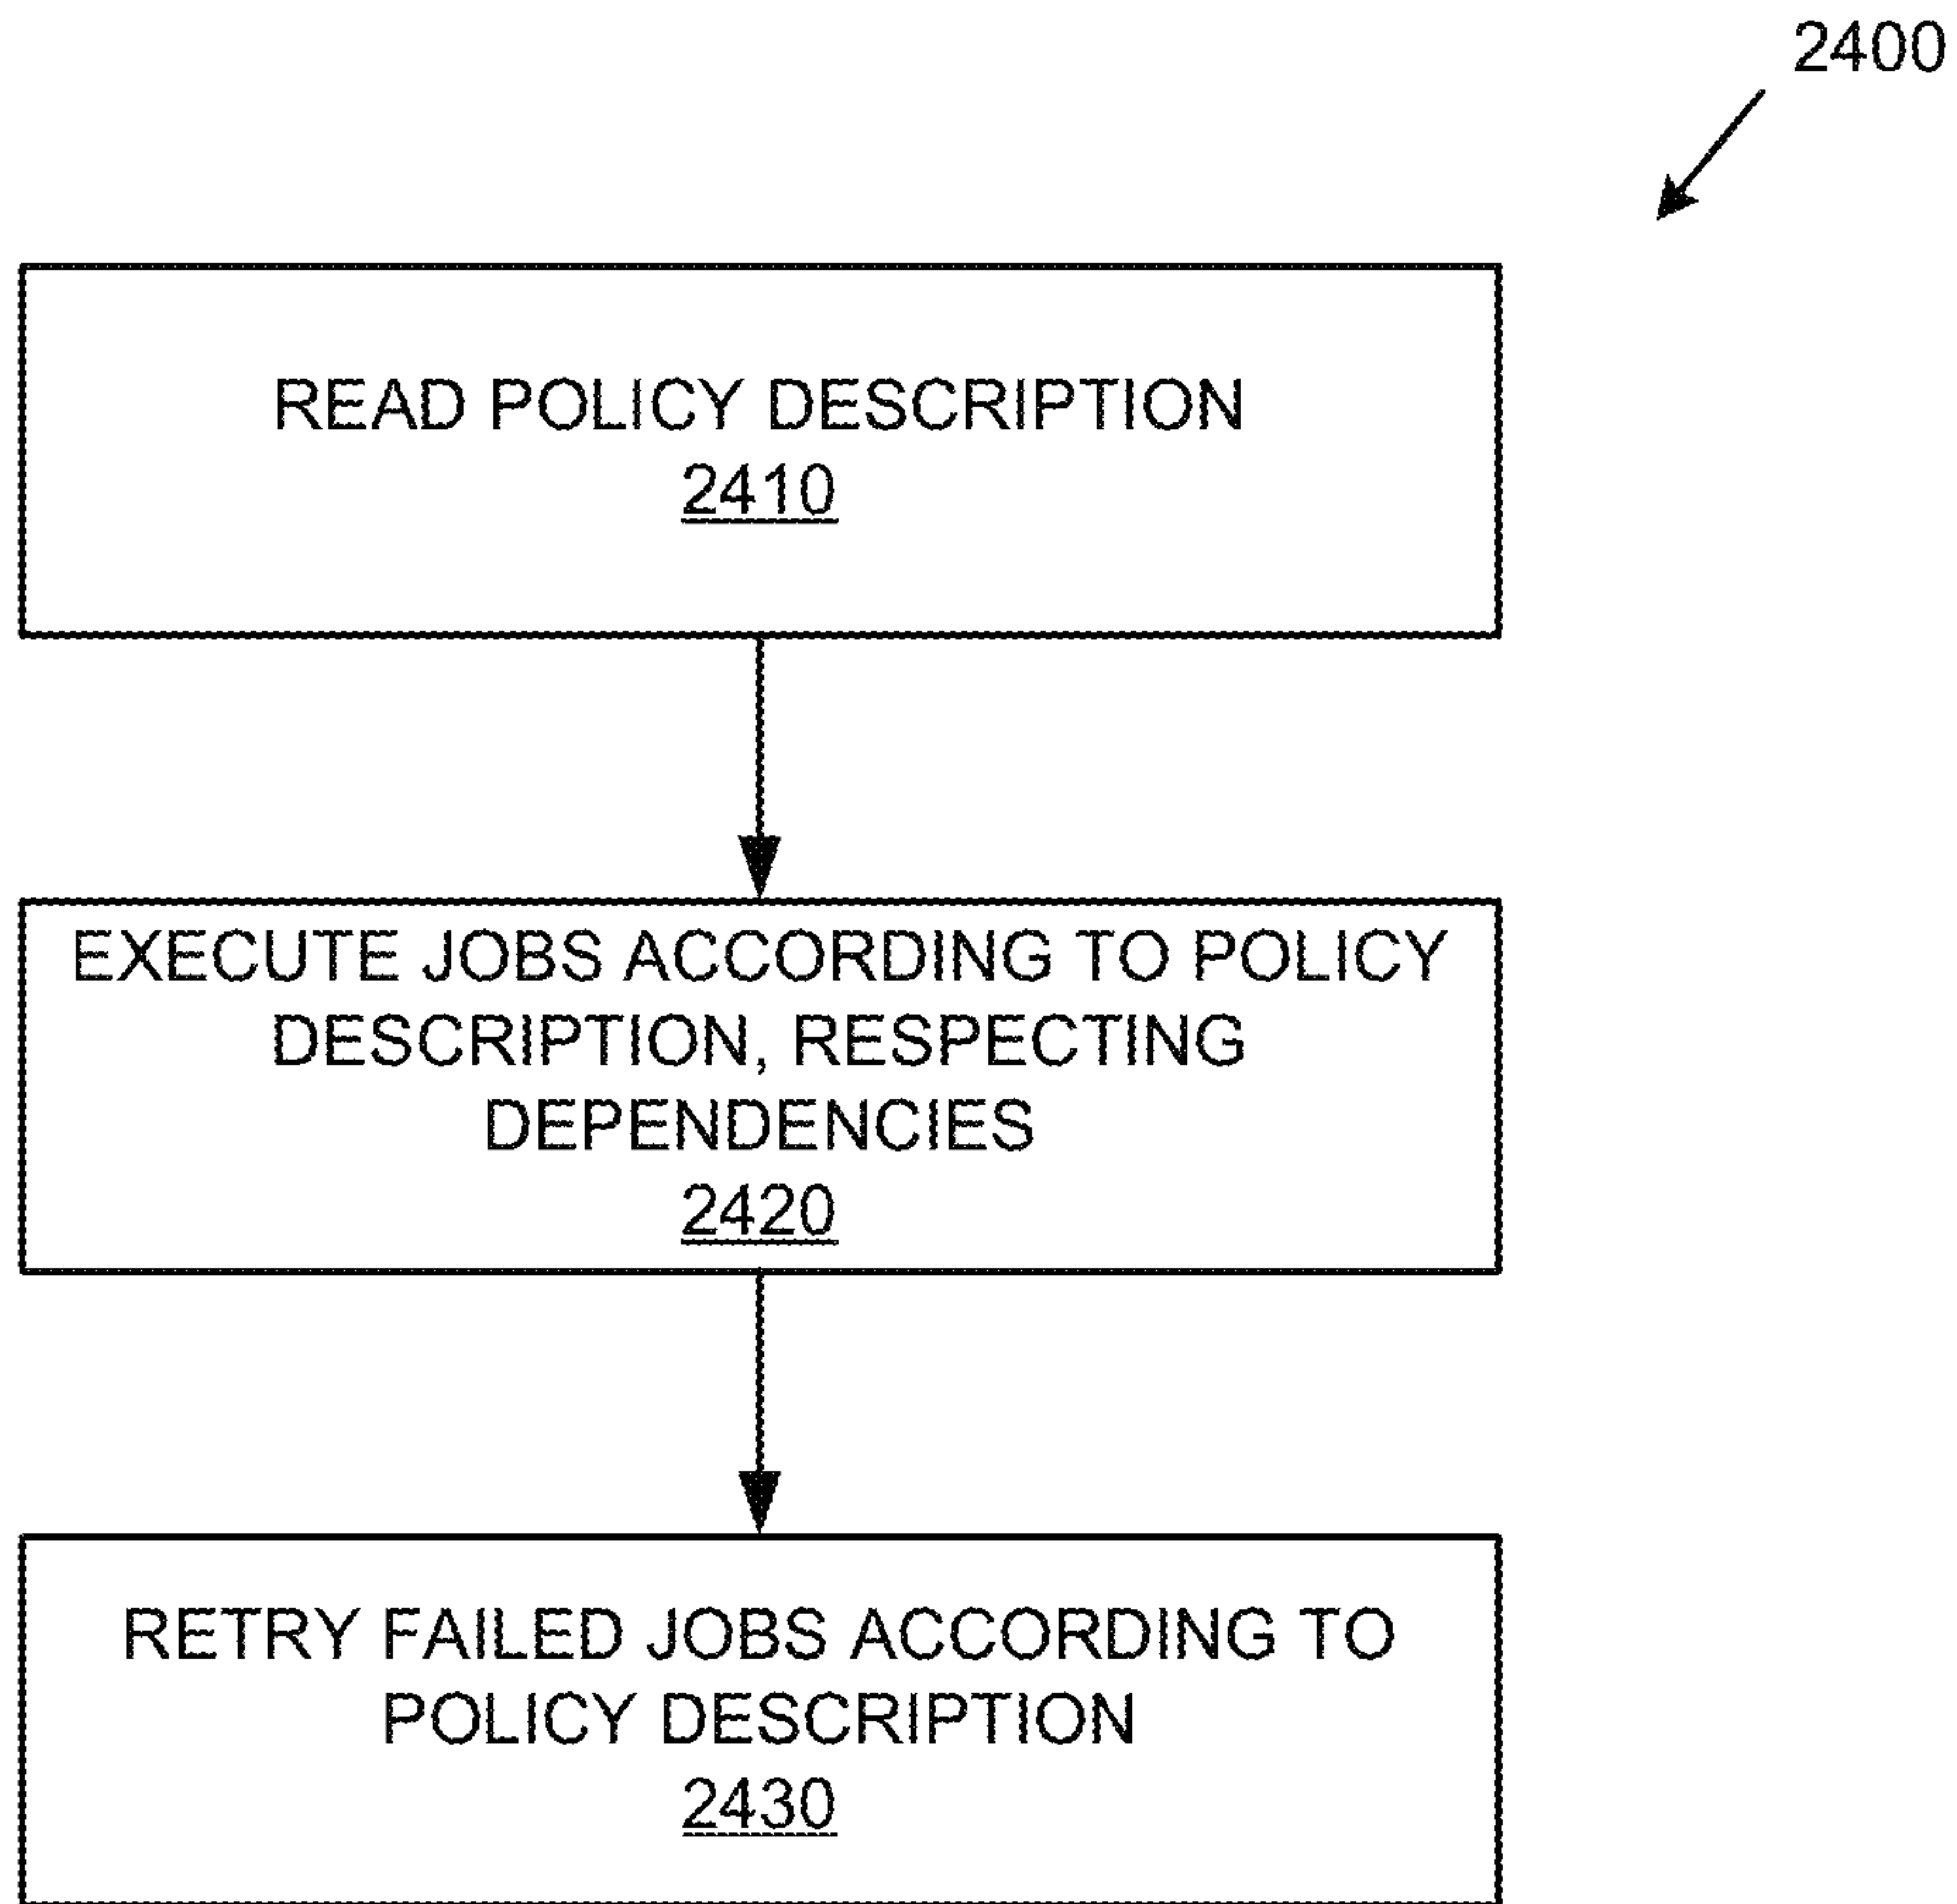 2400
READ POLICY DESCRIPTION
2410
EXECUTE JOBS ACCORDING TO POLICY
DESCRIPTION, RESPECTING
DEPENDENCIES
2420
RETRY FAILED JOBS ACCORDING TO
POLICY DESCRIPTION
2430